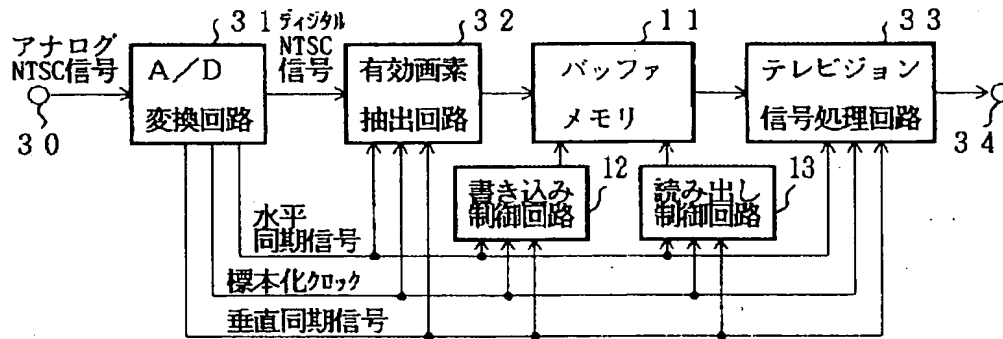 31
ディジタル
NTSC
信号
32
11
33
アナログ
NTSC信号
A/D
変換回路
有効画素
抽出回路
バッファ
メモリ
テレビジョン
信号処理回路
30
34
12
書き込み
制御回路
13
読み出し
制御回路
水平
同期信号
標本化クロック
垂直同期信号